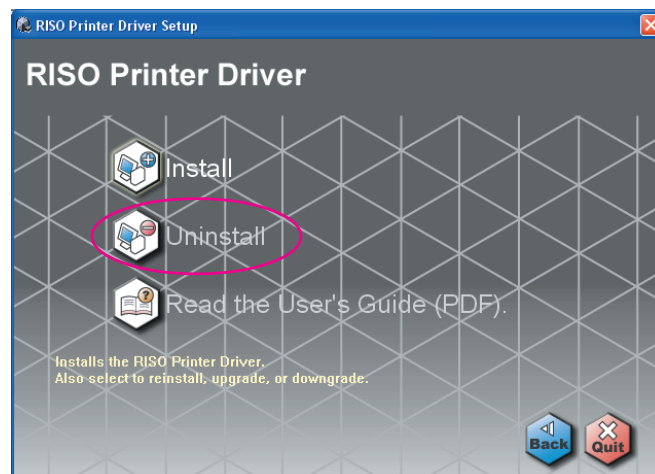 RISO Printer Driver Setup
RISO Printer Driver
Install
Uninstall
Read the User's Guide (PDF).
Installs the RISO Printer Driver.
Also select to reinstall, upgrade, or downgrade.
Back
Quit